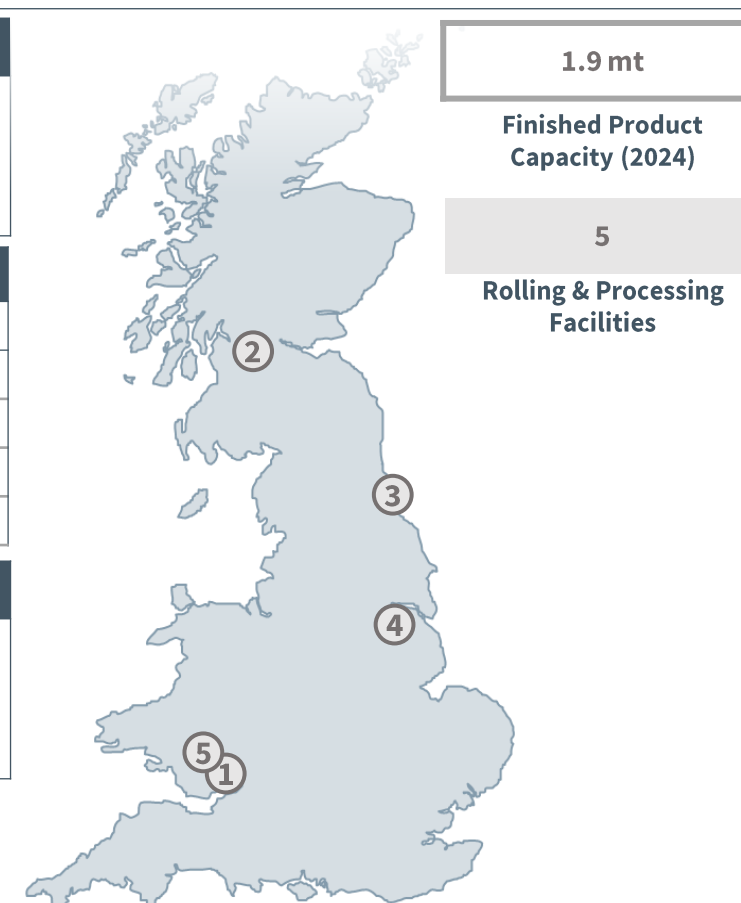 1.9 mt
Finished Product
Capacity (2024)
5
Rolling & Processing
Facilities
2
3
4
5
1